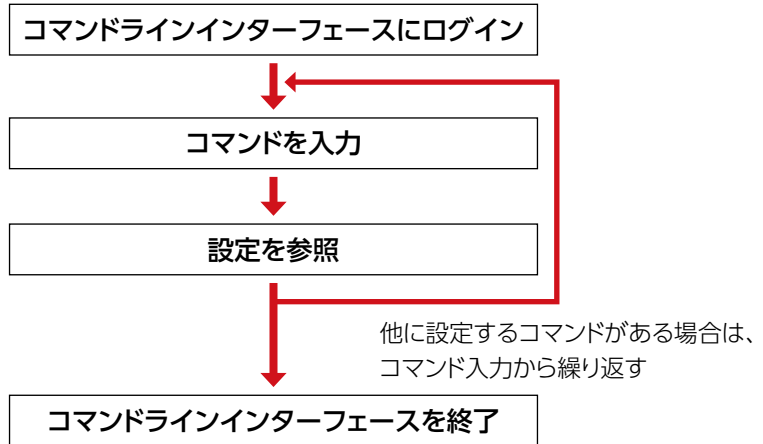 コマンドラインインターフェースにログイン
コマンドを入力
設定を参照
他に設定するコマンドがある場合は、
コマンド入力から繰り返す
コマンドラインインターフェースを終了